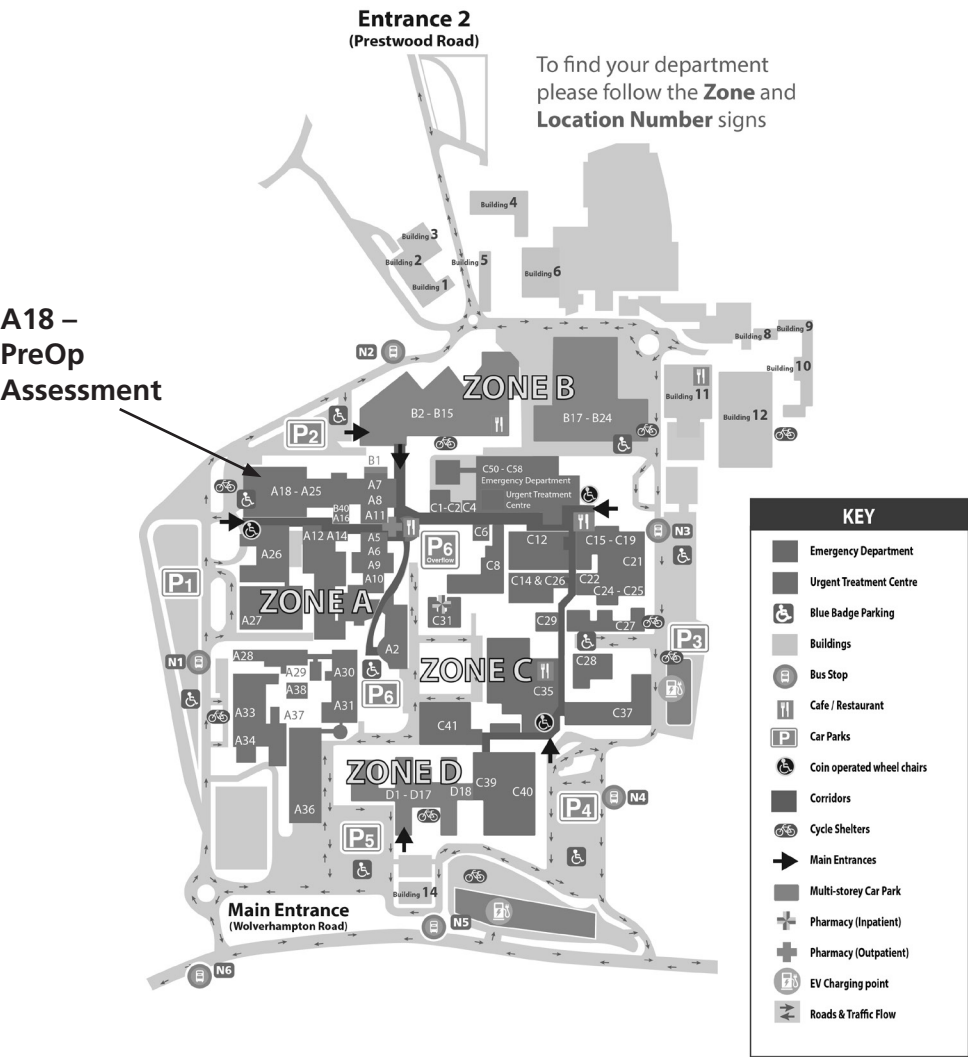 Entrance 2
(Prestwood Road)
To find your department
please follow the Zone and
Location Number signs
Building 4
Building 3
Building 2
Building 5
Building 1
Building 6
A18 –
PreOp
Assessment
Building 8
Building 9
Building 10
Building 11
Building 12
N2
ZONE B
B2 - B15
B17 - B24
P2
B1
C50 - C58
Emergency Department
Urgent Treatment
Centre
A18 - A25
A7
A8
B40
A16
A11
C1-C2
C4
A12
A14
A5
A6
A9
A10
P6
Overflow
C6
C8
C12
C15 - C19
N3
A26
C21
C14 & C26
C22
C24 - C25
P1
ZONE A
A27
C31
C29
C27
P3
A2
N1
A28
A29
A30
A38
P6
ZONE C
C28
C35
A33
A37
A31
A34
C41
C37
ZONE D
C39
D1 - D17
D18
C40
A36
P5
P4
N4
Building 14
Main Entrance
(Wolverhampton Road)
N5
N6
KEY
Emergency Department
Urgent Treatment Centre
Blue Badge Parking
Buildings
Bus Stop
Cafe / Restaurant
P
Car Parks
Coin operated wheel chairs
Corridors
Cycle Shelters
Main Entrances
Multi-storey Car Park
Pharmacy (Inpatient)
Pharmacy (Outpatient)
EV Charging point
Roads & Traffic Flow